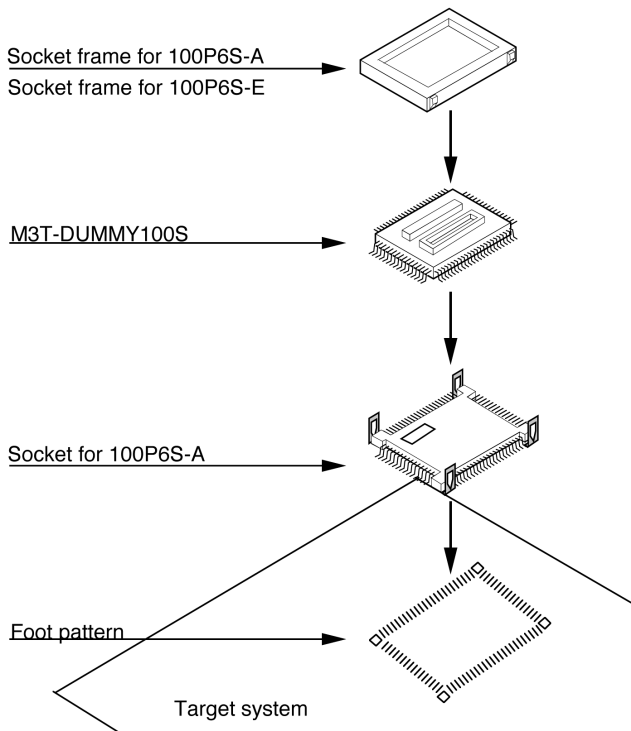 Socket frame for 100P6S-A
Socket frame for 100P6S-E
M3T-DUMMY100S
Socket for 100P6S-A
Foot pattern
Target system